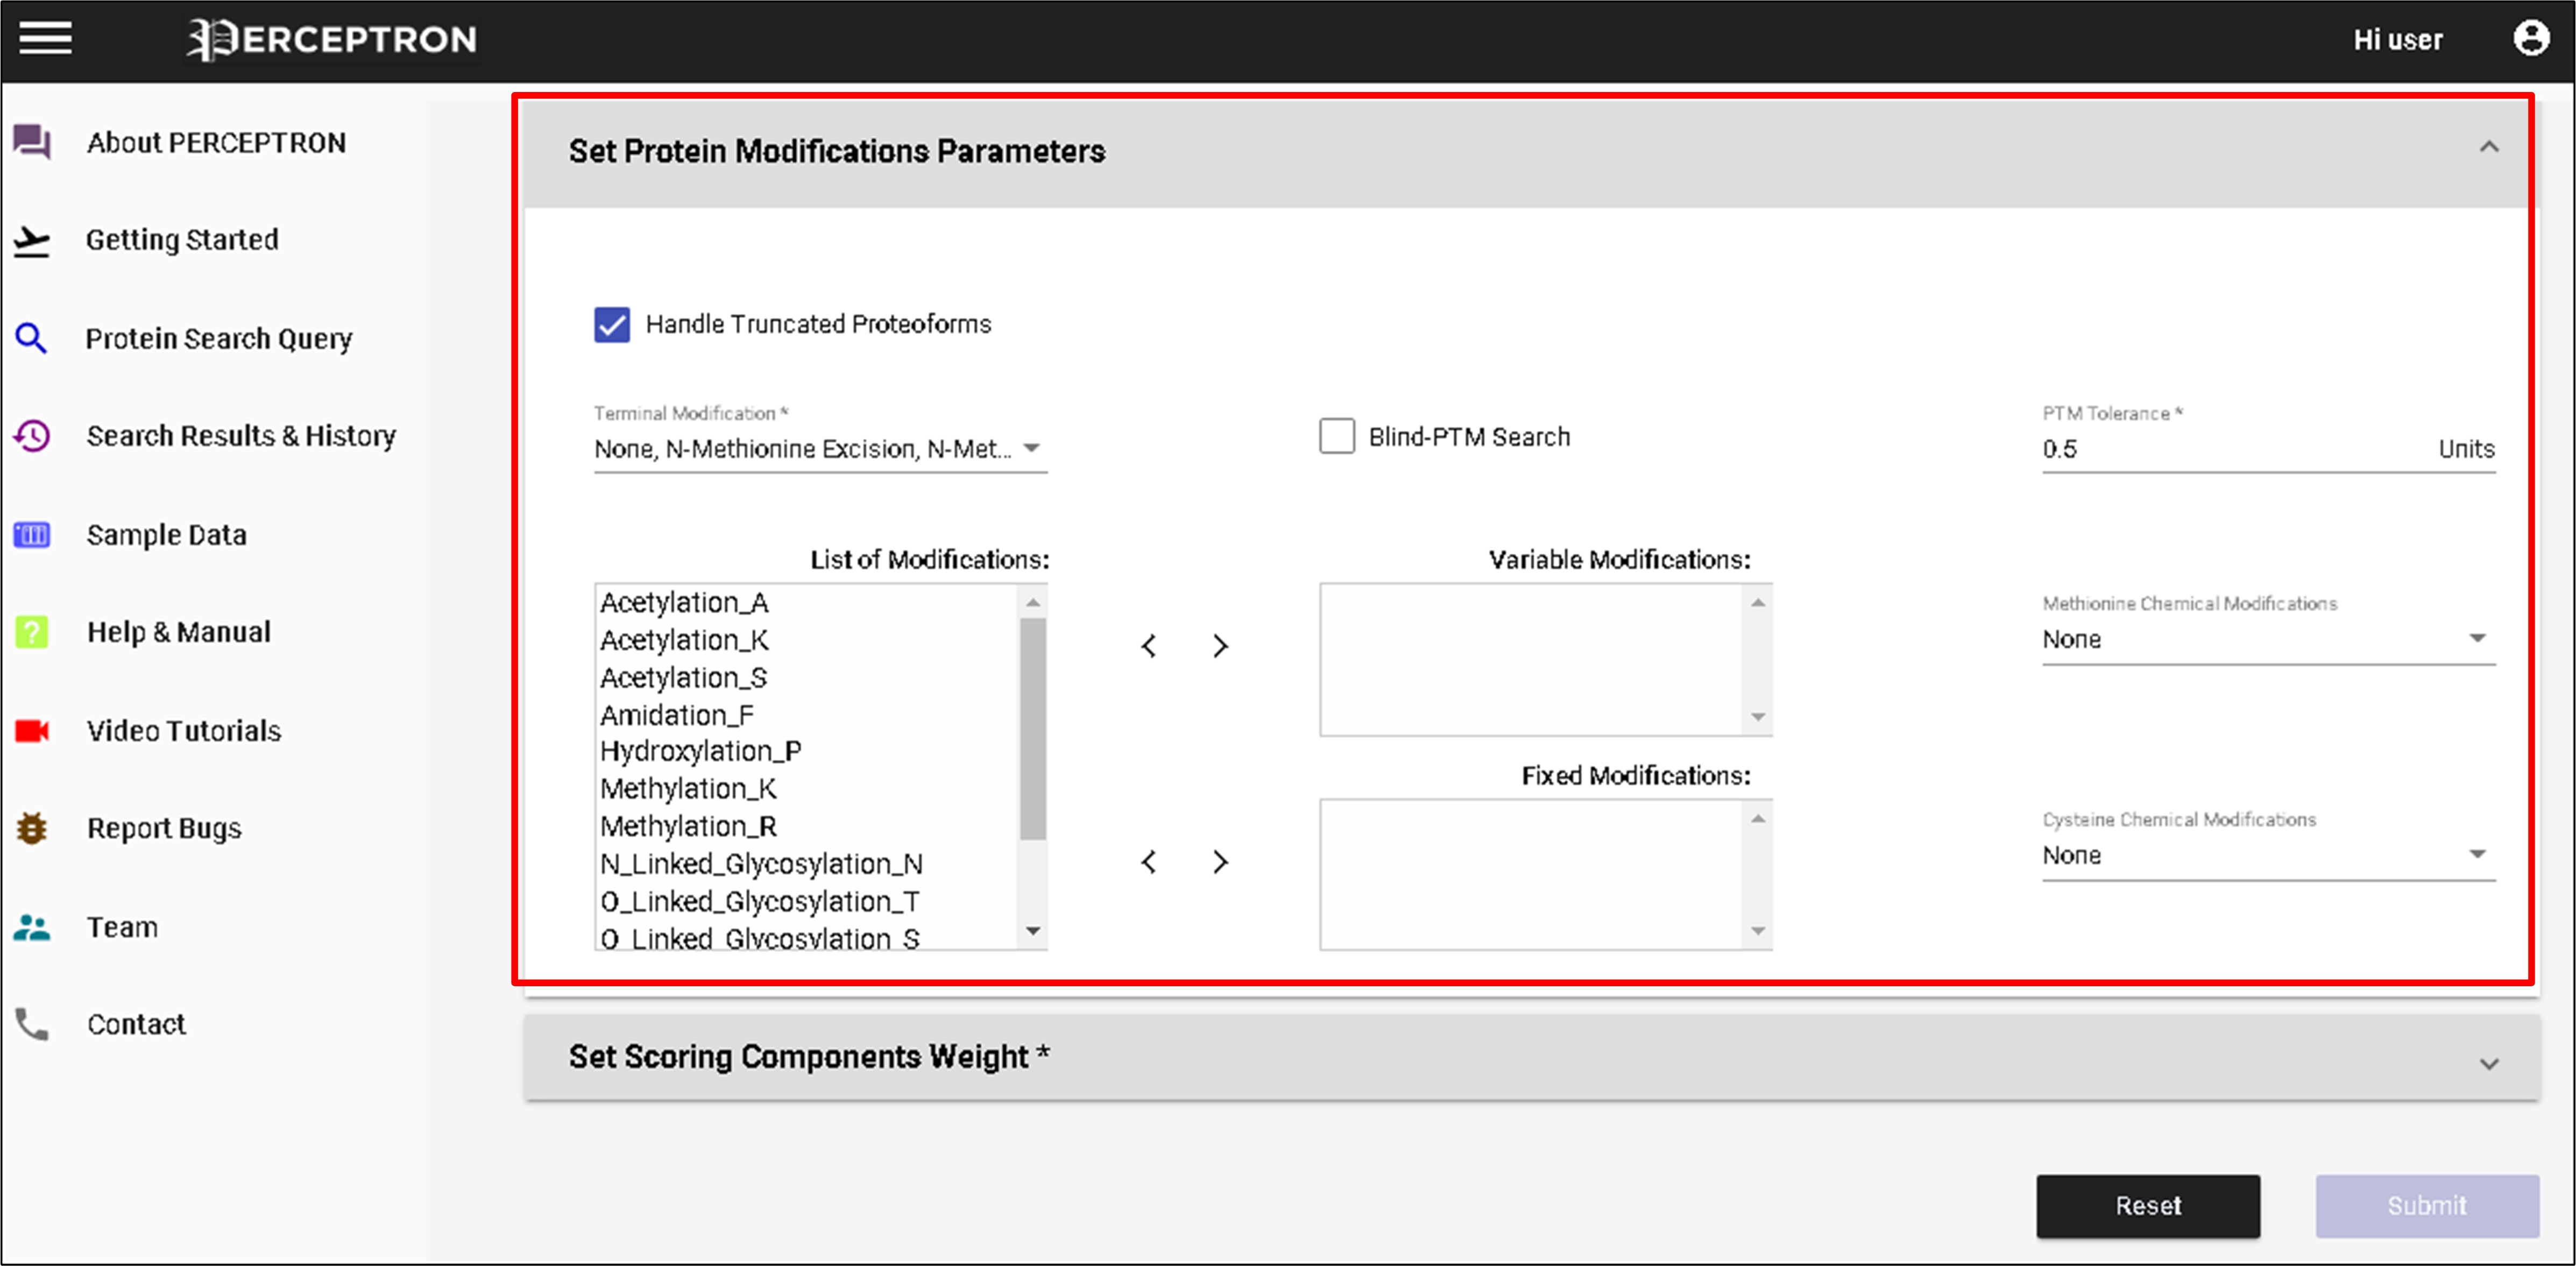 PERCEPTRON
Hi user
About PERCEPTRON
Getting Started
Protein Search Query
Search Results & History
Sample Data
Help & Manual
Video Tutorials
Report Bugs
Team
Contact
Set Protein Modifications Parameters
Handle Truncated Proteoforms
Terminal Modification *
None, N-Methionine Excision, N-Met...
Blind-PTM Search
PTM Tolerance *
0.5 Units
List of Modifications:
Acetylation_A
Acetylation_K
Acetylation_S
Amidation_F
Hydroxylation_P
Methylation_K
Methylation_R
N_Linked_Glycosylation_N
O_Linked_Glycosylation_T
O_Linked_Glycosylation_S
Variable Modifications:
Fixed Modifications:
Methionine Chemical Modifications
None
Cysteine Chemical Modifications
None
Set Scoring Components Weight *
Reset
Submit